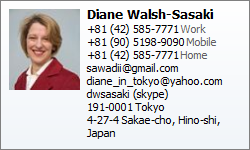 Diane Walsh-Sasaki
+81 (42) 585-7771 Work
+81 (90) 5198-9090 Mobile
+81 (42) 585-7771 Home
sawadii@gmail.com
diane_in_tokyo@yahoo.com
dwsasaki (skype)
191-0001 Tokyo
4-27-4 Sakae-cho, Hino-shi,
Japan